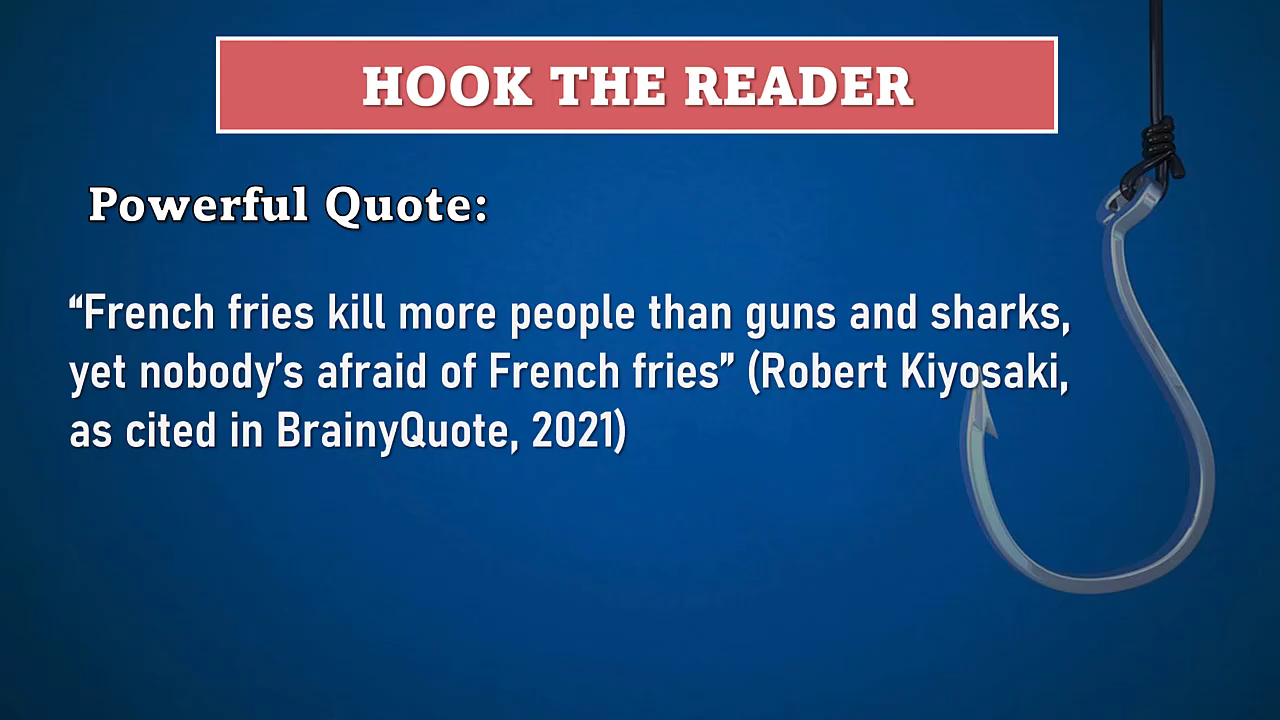 HOOK THE READER
Powerful Quote:
“French fries kill more people than guns and sharks,
yet nobody’s afraid of French fries” (Robert Kiyosaki,
as cited in BrainyQuote, 2021)